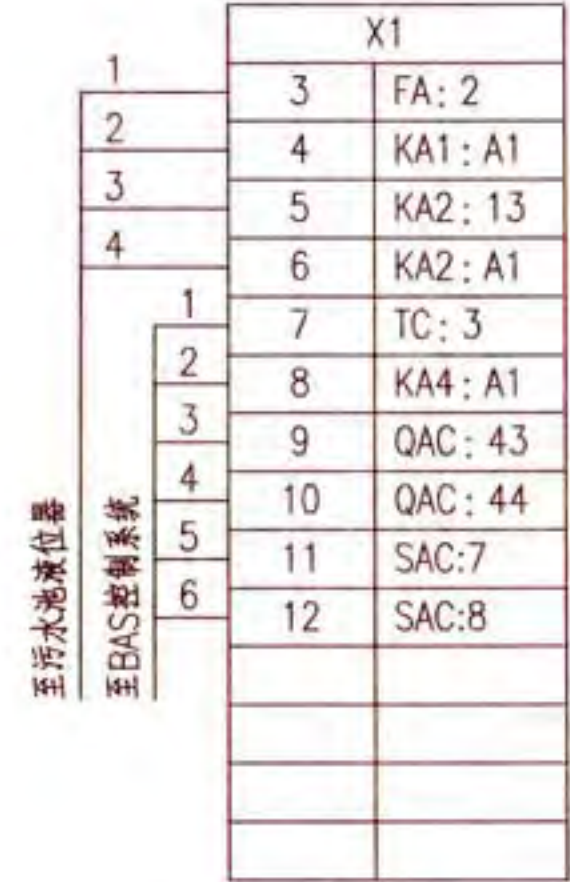 X1
1 3 FA: 2
2 4 KA1: A1
3 5 KA2: 13
4 6 KA2: A1
1 7 TC: 3
2 8 KA4: A1
3 9 QAC: 43
4 10 QAC: 44
5 11 SAC:7
6 12 SAC:8
至污水池液位器
至BAS控制系统